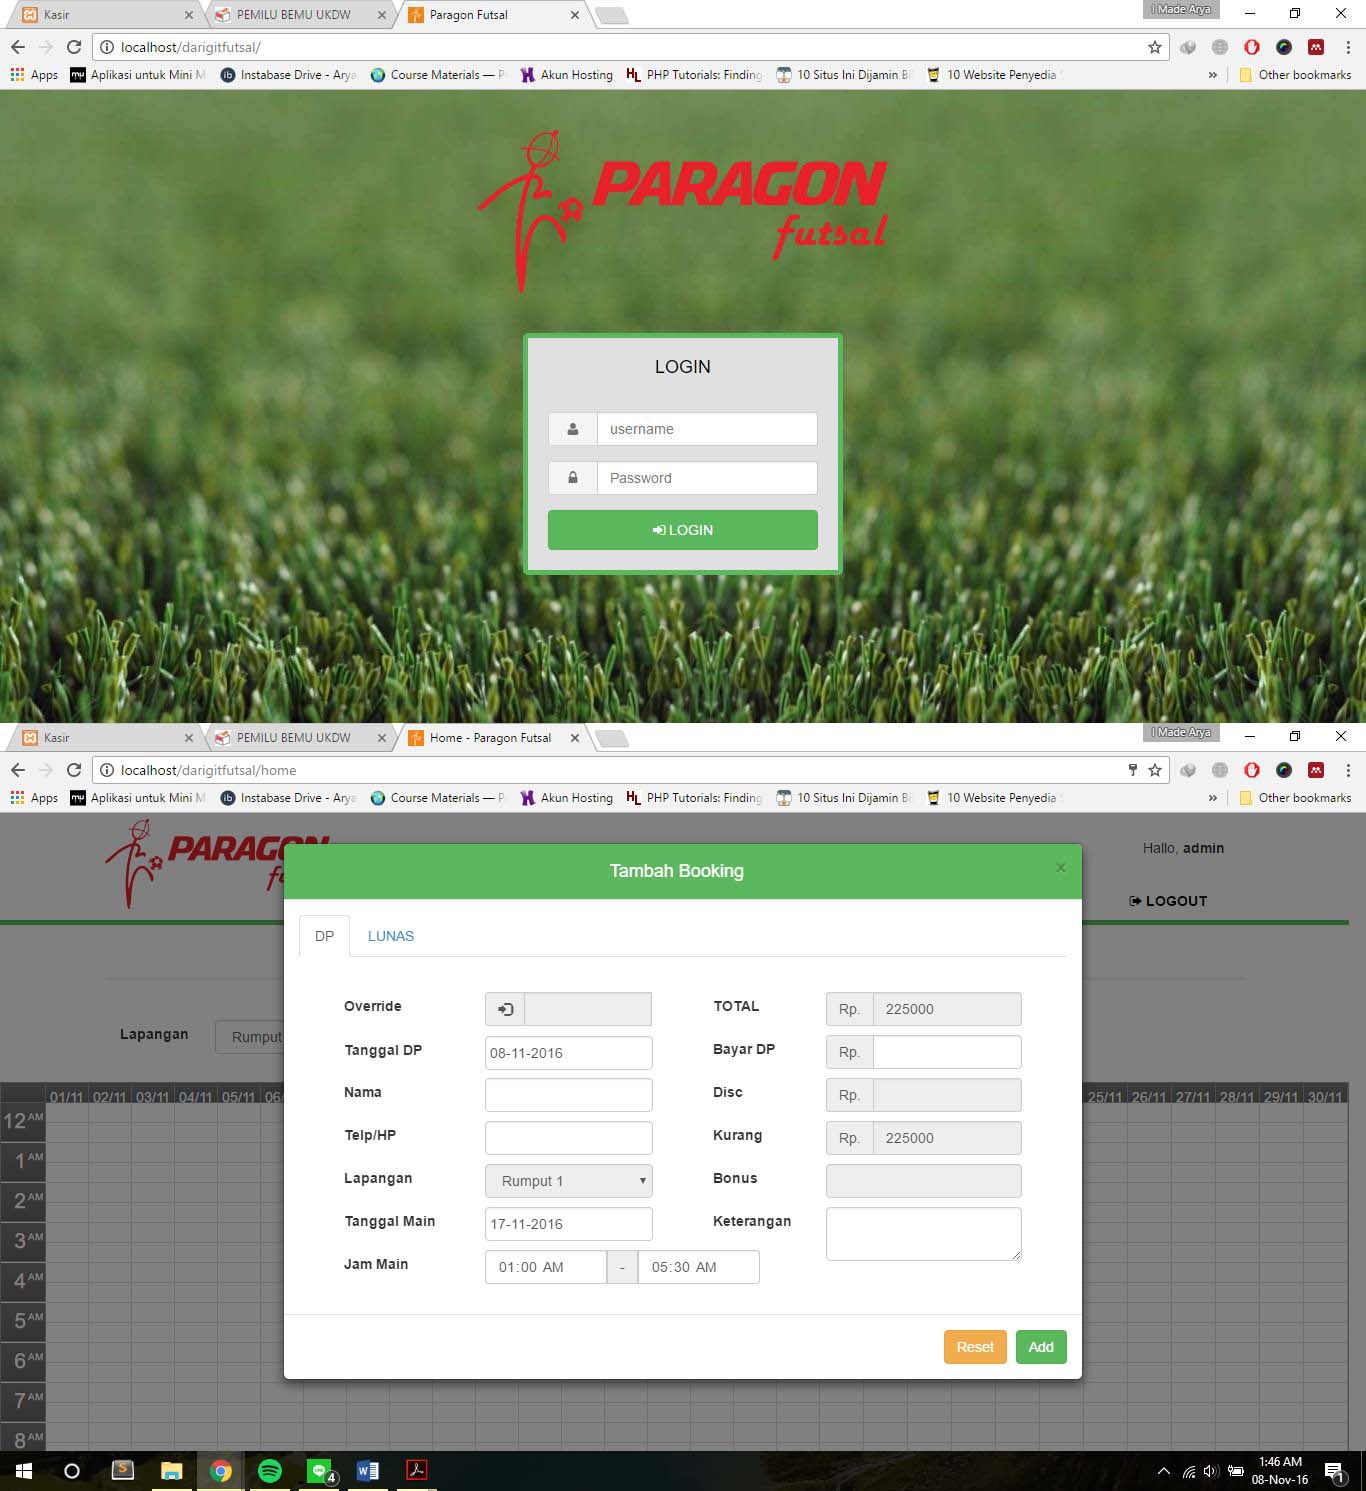 Kasir
PEMILU BEMU UKDW
Paragon Futsal
I Made Arya
localhost/darigitfutsal/
Apps
Aplikasi untuk Mini M
Instabase Drive - Arya
Course Materials — P
Akun Hosting
PHP Tutorials: Finding
10 Situs Ini Dijamin Bi
10 Website Penyedia
»
Other bookmarks
PARAGON
futsal
LOGIN
username
Password
LOGIN
Kasir
PEMILU BEMU UKDW
Home - Paragon Futsal
I Made Arya
localhost/darigitfutsal/home
Apps
Aplikasi untuk Mini M
Instabase Drive - Arya
Course Materials — P
Akun Hosting
PHP Tutorials: Finding
10 Situs Ini Dijamin Bi
10 Website Penyedia
»
Other bookmarks
PARAGO
Hallo, admin
LOGOUT
Tambah Booking
×
DP
LUNAS
Override
Tanggal DP 08-11-2016
Nama
Telp/HP
Lapangan Rumput 1
Tanggal Main 17-11-2016
Jam Main 01:00 AM - 05:30 AM
TOTAL Rp. 225000
Bayar DP Rp.
Disc Rp.
Kurang Rp. 225000
Bonus
Keterangan
Reset
Add
Lapangan Rumput
01/11 02/11 03/11 04/11 05/11 06
25/11 26/11 27/11 28/11 29/11 30/11
12 AM
1 AM
2 AM
3 AM
4 AM
5 AM
6 AM
7 AM
8 AM
4
1:46 AM
08-Nov-16
1